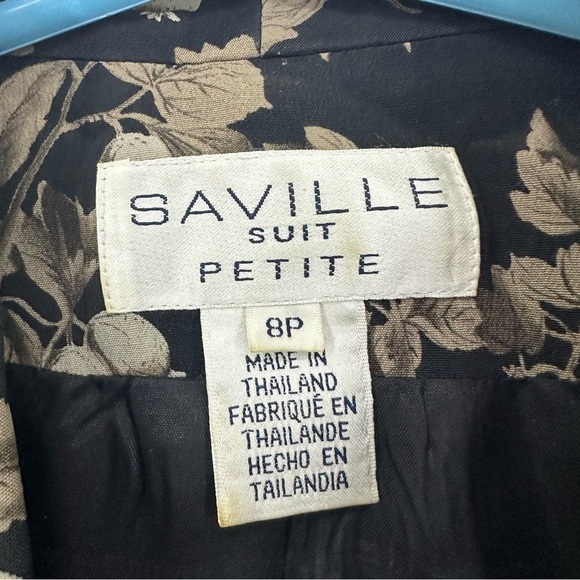 SAVILLE
SUIT
PETITE
8P
MADE IN
THAILAND
FABRIQUÉ EN
THAILANDE
HECHO EN
TAILANDIA